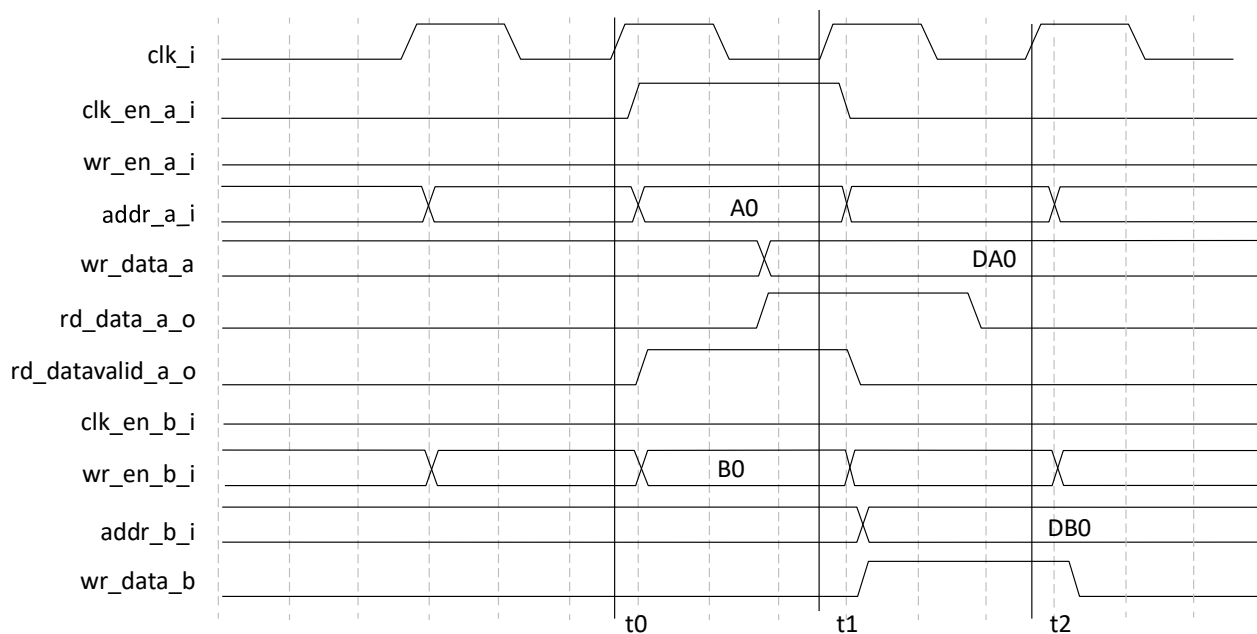 clk_i
clk_en_a_i
wr_en_a_i
addr_a_i A0
wr_data_a DA0
rd_data_a_o
rd_datavalid_a_o
clk_en_b_i
wr_en_b_i B0
addr_b_i DB0
wr_data_b
t0 t1 t2